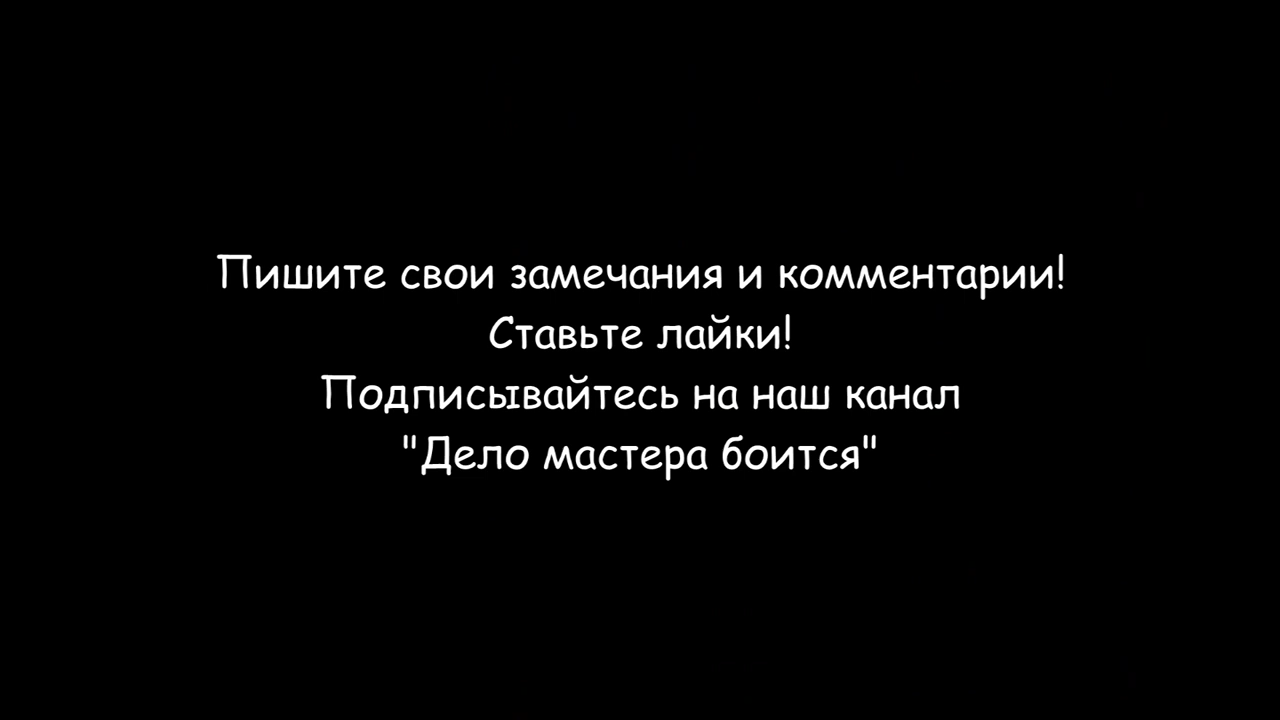 Пишите свои замечания и комментарии!
Ставьте лайки!
Подписывайтесь на наш канал
"Дело мастера боится"